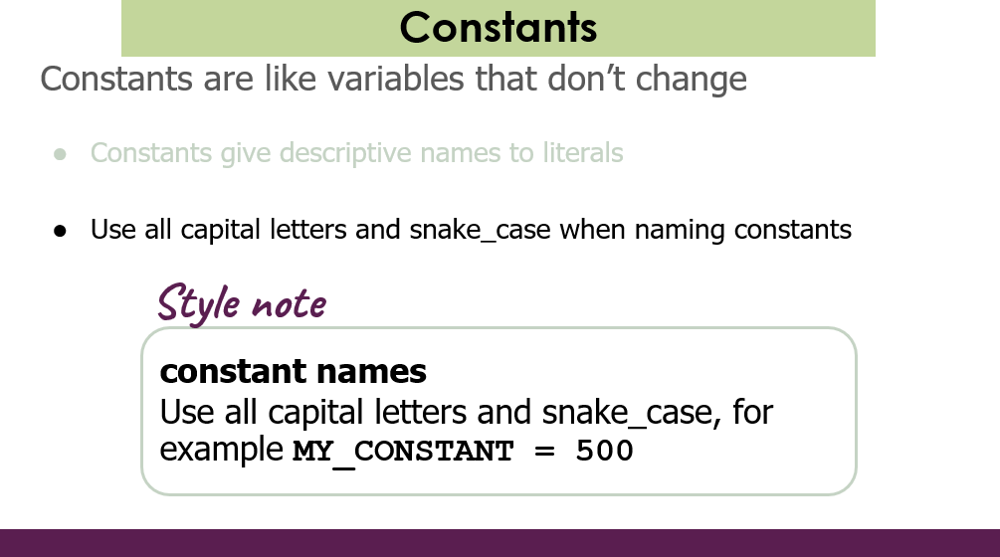 Constants
Constants are like variables that don’t change
● Constants give descriptive names to literals
● Use all capital letters and snake_case when naming constants
Style note
constant names
Use all capital letters and snake_case, for
example MY_CONSTANT = 500